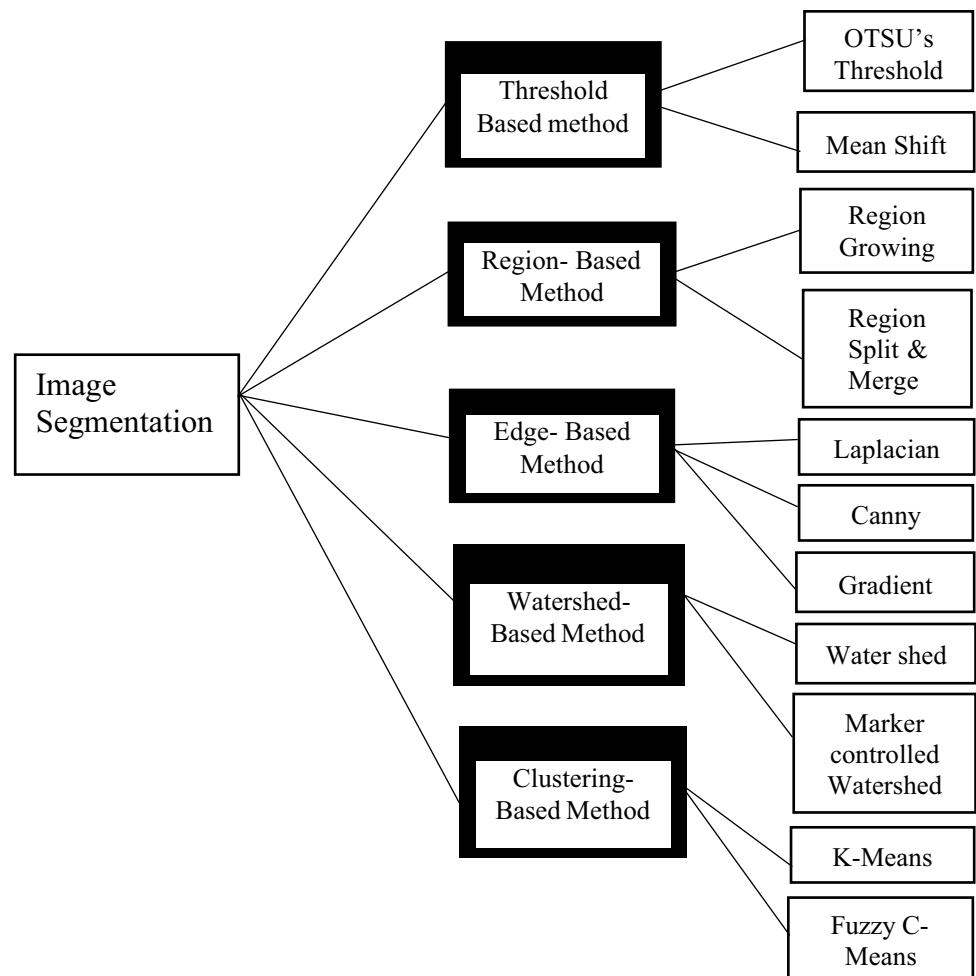 Image
Segmentation
Threshold
Based method
OTSU’s
Threshold
Mean Shift
Region- Based
Method
Region
Growing
Region
Split &
Merge
Edge- Based
Method
Laplacian
Canny
Gradient
Watershed-
Based Method
Water shed
Marker
controlled
Watershed
Clustering-
Based Method
K-Means
Fuzzy C-
Means